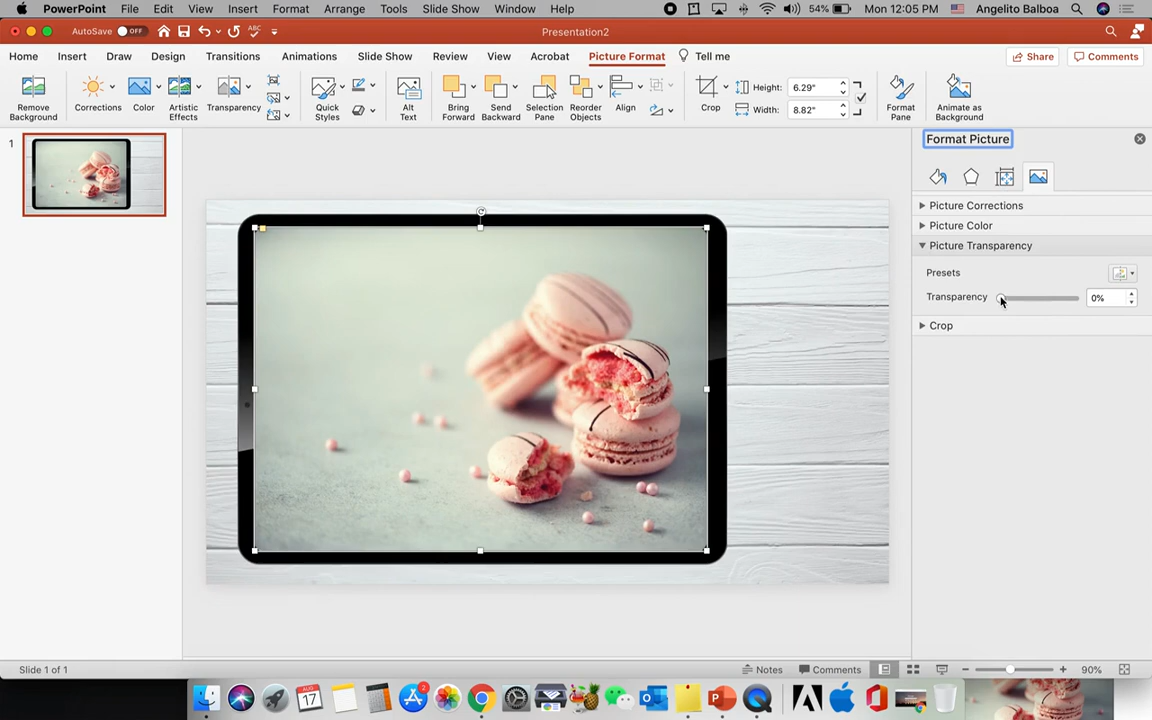 PowerPoint File Edit View Insert Format Arrange Tools Slide Show Window Help 54% Mon 12:05 PM Angelito Balboa
AutoSave OFF ABC Presentation2
Home Insert Draw Design Transitions Animations Slide Show Review View Acrobat Picture Format Tell me Share Comments
Remove Background
Corrections
Color
Artistic Effects
Transparency
Quick Styles
Alt Text
Bring Forward
Send Backward
Selection Pane
Reorder Objects
Align
Crop
Height: 6.29"
Width: 8.82"
Format Pane
Animate as Background
1
Format Picture
Picture Corrections
Picture Color
Picture Transparency
Presets
Transparency 0%
Crop
Slide 1 of 1 Notes Comments 90%
AUG
17
2